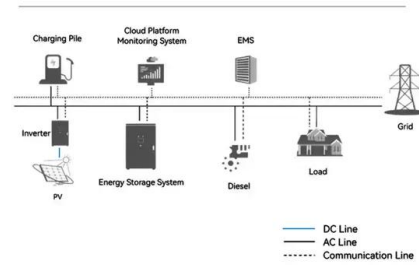 Charging Pile
Cloud Platform
Monitoring System
EMS
Grid
Inverter
PV
Energy Storage System
Diesel
Load
DC Line
AC Line
Communication Line